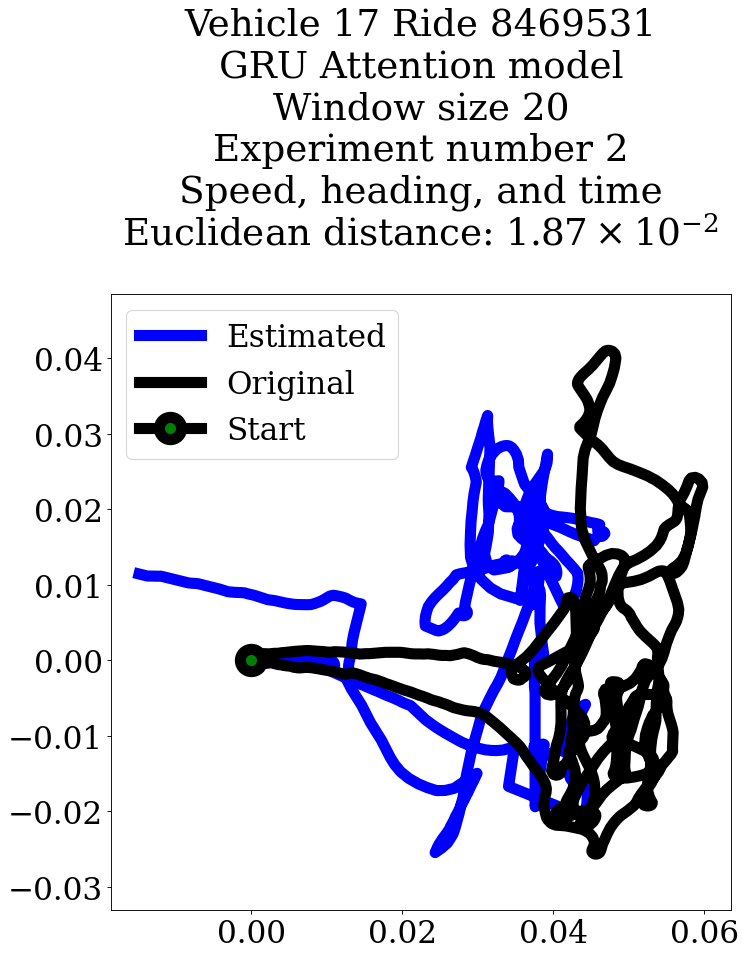 Vehicle 17 Ride 8469531
GRU Attention model
Window size 20
Experiment number 2
Speed, heading, and time
Euclidean distance: 1.87 × 10⁻²
Estimated
Original
Start
0.04
0.03
0.02
0.01
0.00
−0.01
−0.02
−0.03
0.00 0.02 0.04 0.06